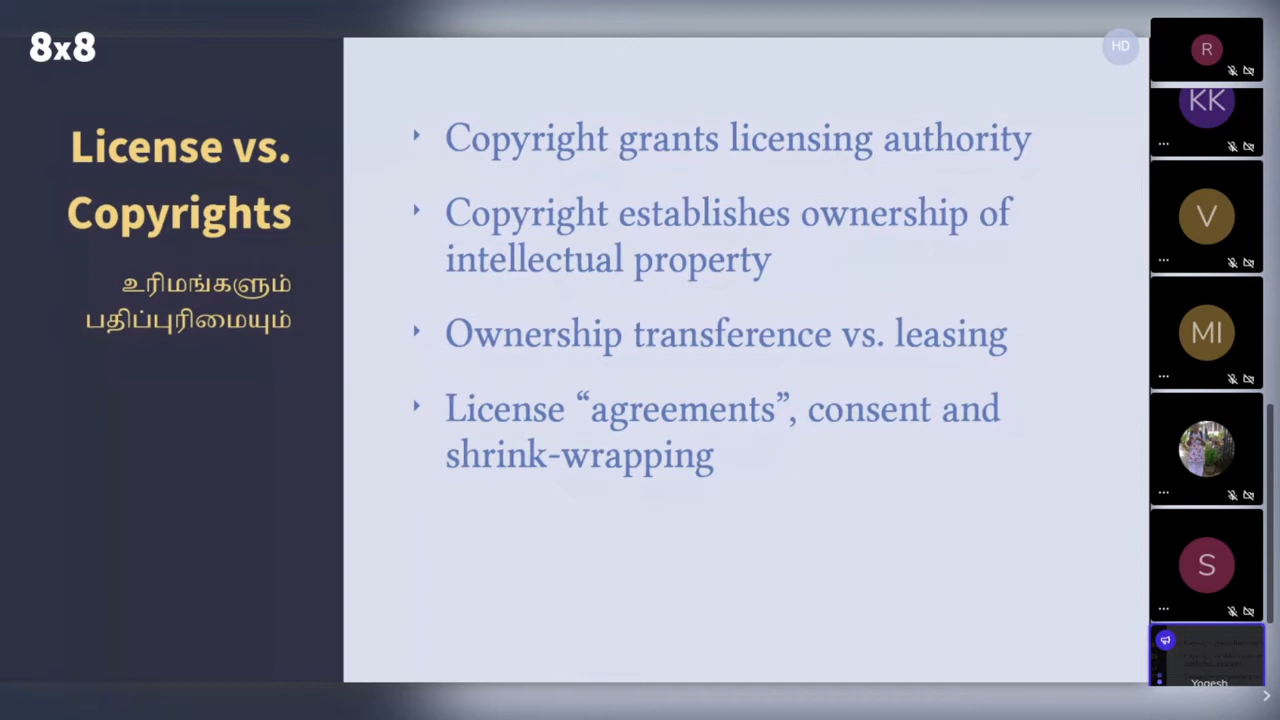 8x8
License vs.
Copyrights
உரிமங்களும்
பதிப்புரிமையும்
Copyright grants licensing authority
Copyright establishes ownership of
intellectual property
Ownership transference vs. leasing
License “agreements”, consent and
shrink-wrapping
HD
R
KK
V
MI
S
Yogesh